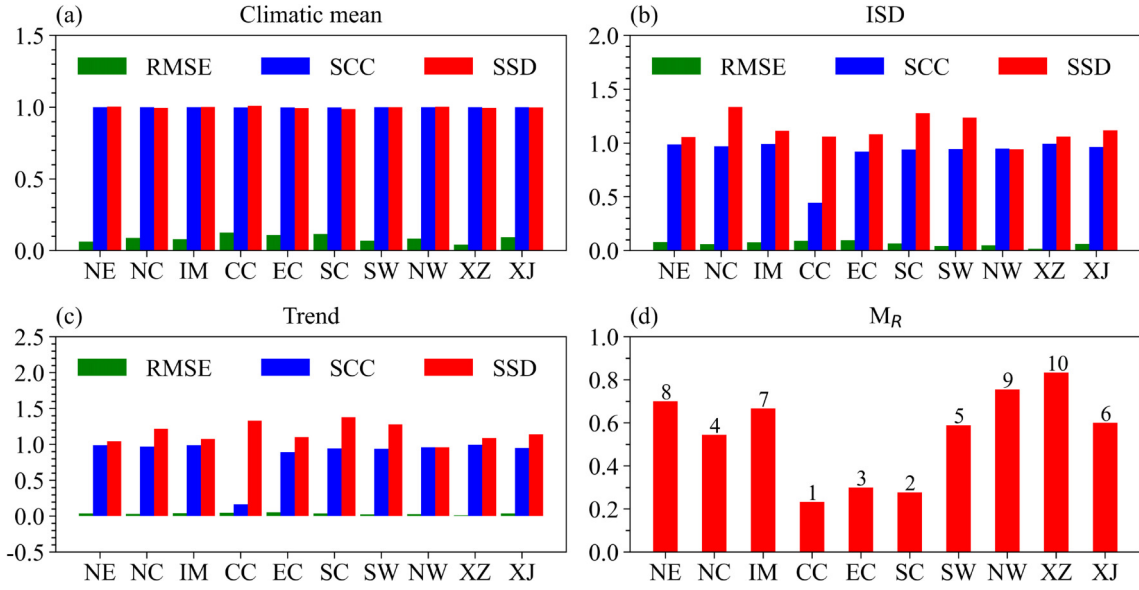 (a) Climatic mean
1.5
RMSE SCC SSD
1.0
0.5
0.0
NE NC IM CC EC SC SW NW XZ XJ
(b) ISD
2.0
RMSE SCC SSD
1.5
1.0
0.5
0.0
NE NC IM CC EC SC SW NW XZ XJ
(c) Trend
2.5
2.0
RMSE SCC SSD
1.5
1.0
0.5
0.0
-0.5
NE NC IM CC EC SC SW NW XZ XJ
(d) M_R
1.0
0.8
0.6
0.4
0.2
0.0
8 4 7 1 3 2 5 9 10 6
NE NC IM CC EC SC SW NW XZ XJ